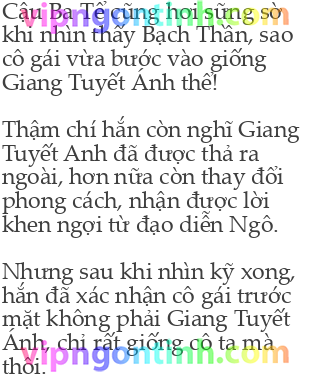 Cậu Ba Tể cũng hơi sững sờ
khi nhìn thấy Bạch Thần, sao
cô gái vừa bước vào giống
Giang Tuyết Ánh thế!
Thậm chí hắn còn nghĩ Giang
Tuyết Anh đã được thả ra
ngoài, hơn nữa còn thay đổi
phong cách, nhận được lời
khen ngợi từ đạo diễn Ngô.
Nhưng sau khi nhìn kỹ xong,
hắn đã xác nhận cô gái trước
mặt không phải Giang Tuyết
Ánh, chỉ rất giống cô ta mà
thôi.
vipngontinh.com
vipngontinh.com